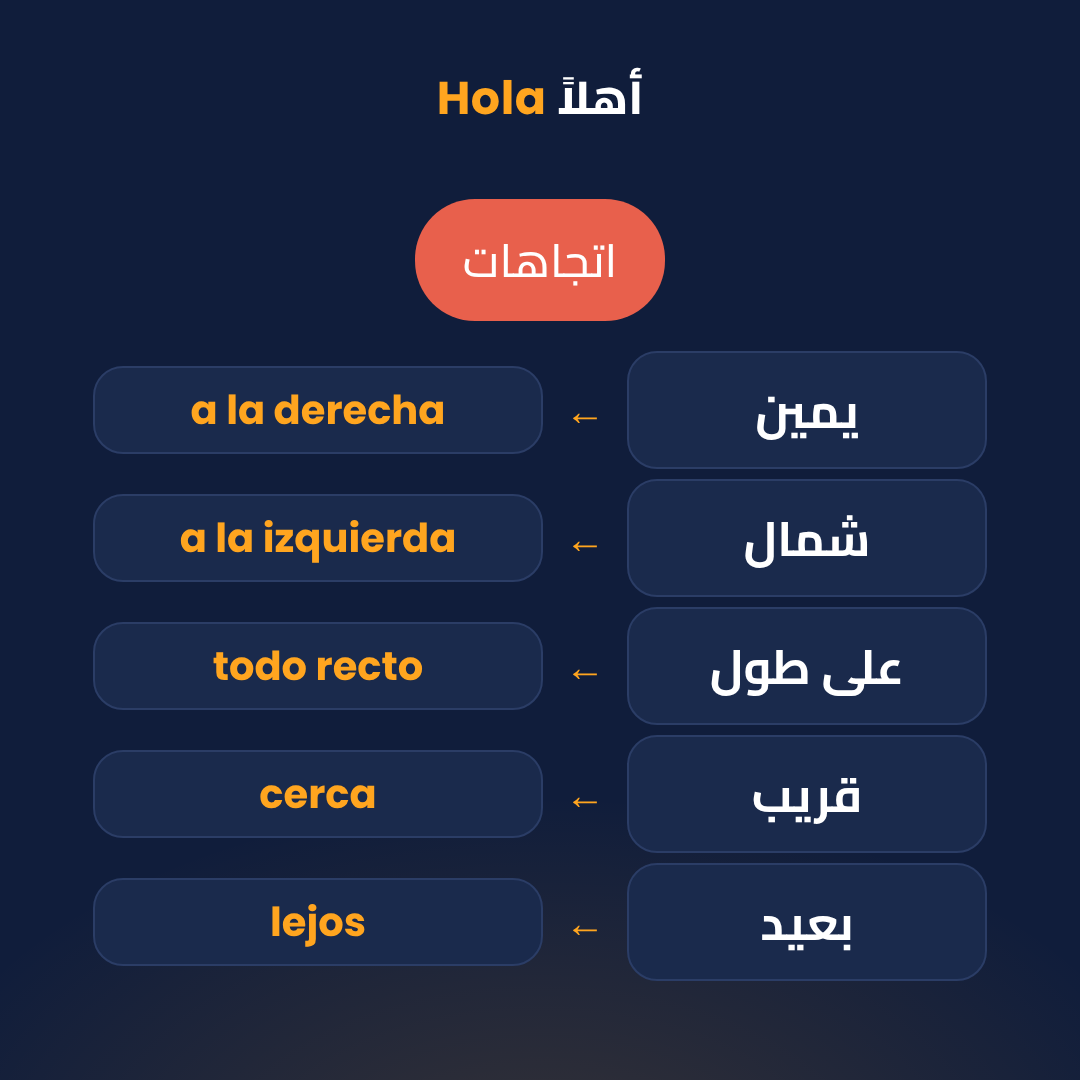 أهلاً Hola
اتجاهات
يمين ← a la derecha
شمال ← a la izquierda
على طول ← todo recto
قريب ← cerca
بعيد ← lejos